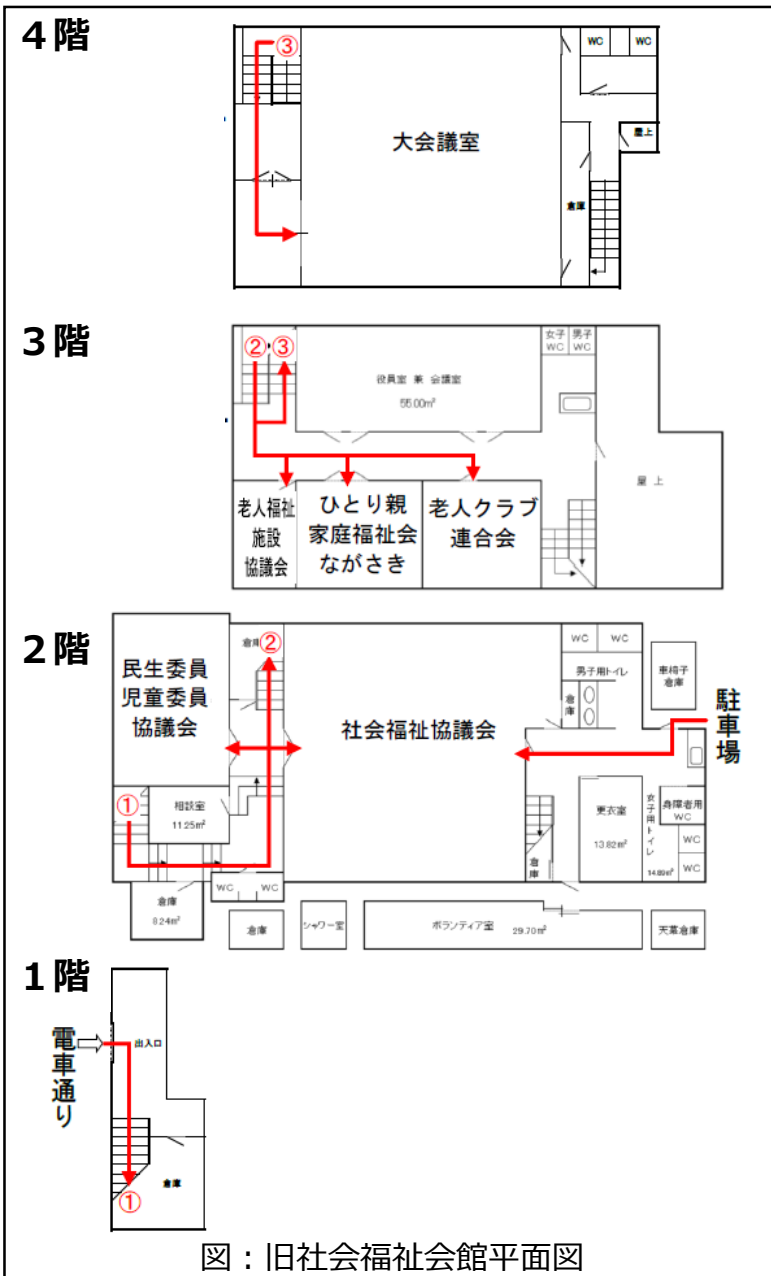 4階
③
WC
WC
大会議室
屋上
倉庫
3階
②
③
女子
WC
男子
WC
役員室 兼 会議室
55.00m²
屋上
老人福祉
施設
協議会
ひとり親
家庭福祉会
ながさき
老人クラブ
連合会
2階
倉庫
②
民生委員
児童委員
協議会
社会福祉協議会
WC
WC
男子用トイレ
倉庫
車椅子
倉庫
駐車場
①
相談室
11.25m²
更衣室
13.82m²
女子用トイレ
14.89m²
身障者用
WC
WC
WC
倉庫
倉庫
8.24m²
WC
WC
倉庫
シャワー室
ボランティア室 29.70m²
天幕倉庫
1階
電車通り
出入口
①
倉庫
図：旧社会福祉会館平面図